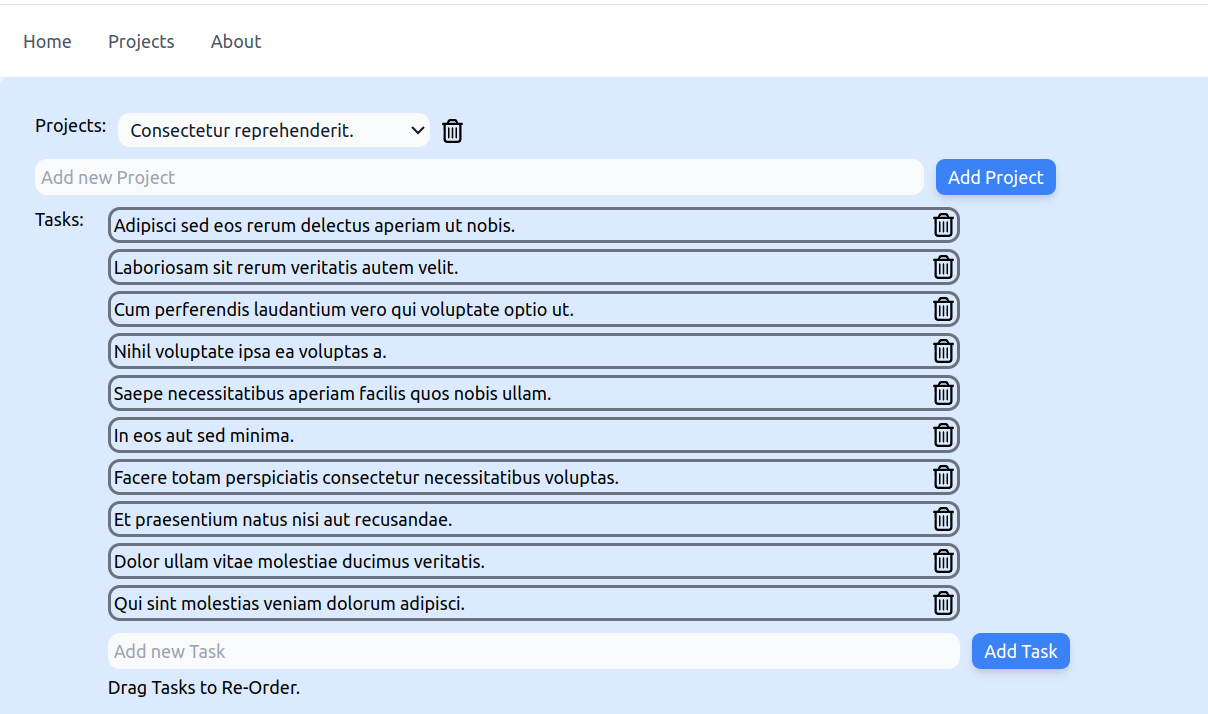 Home Projects About
Projects: Consectetur reprehenderit.
Add new Project Add Project
Tasks: Adipisci sed eos rerum delectus aperiam ut nobis.
Laboriosam sit rerum veritatis autem velit.
Cum perferendis laudantium vero qui voluptate optio ut.
Nihil voluptate ipsa ea voluptas a.
Saepe necessitatibus aperiam facilis quos nobis ullam.
In eos aut sed minima.
Facere totam perspiciatis consectetur necessitatibus voluptas.
Et praesentium natus nisi aut recusandae.
Dolor ullam vitae molestiae ducimus veritatis.
Qui sint molestias veniam dolorum adipisci.
Add new Task Add Task
Drag Tasks to Re-Order.